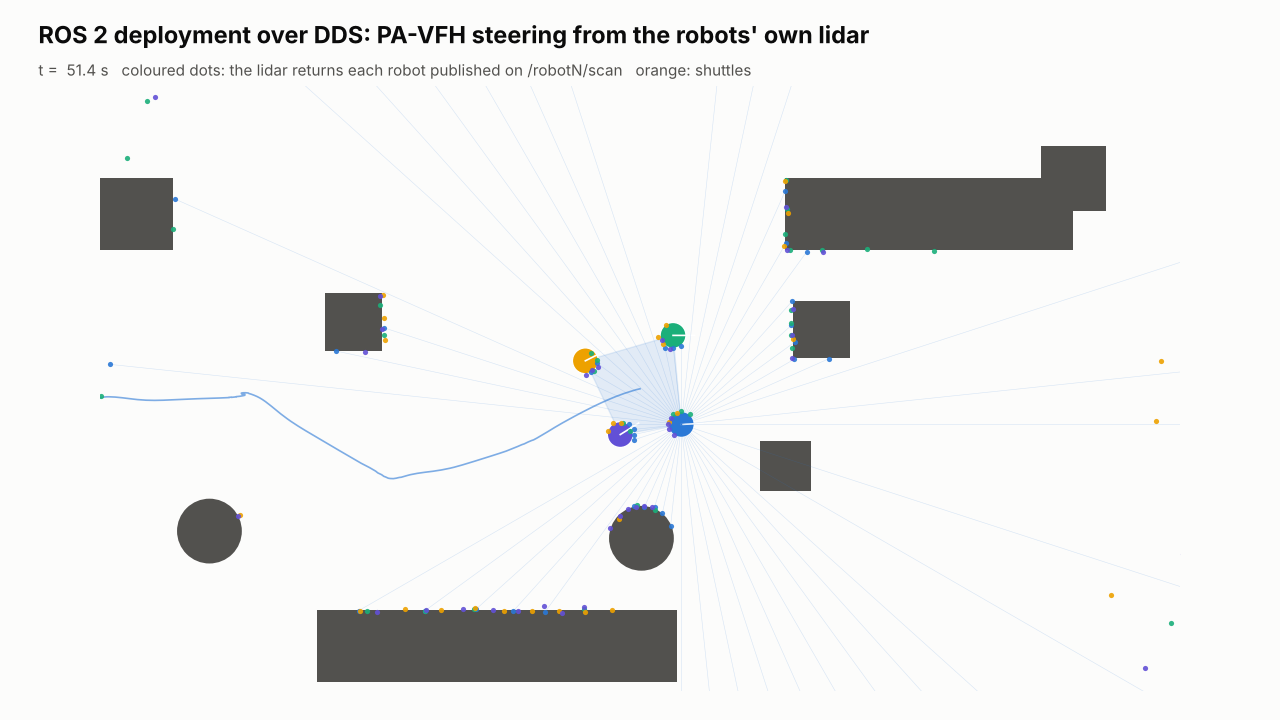 ROS 2 deployment over DDS: PA-VFH steering from the robots' own lidar
t =  51.4 s   coloured dots: the lidar returns each robot published on /robotN/scan   orange: shuttles